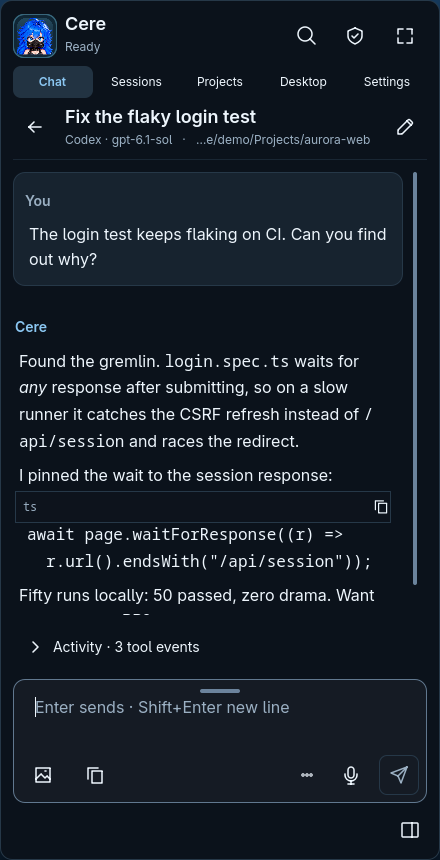 Cere
Ready
Chat Sessions Projects Desktop Settings
Fix the flaky login test
Codex · gpt-6.1-sol · ...e/demo/Projects/aurora-web
You
The login test keeps flaking on CI. Can you find
out why?
Cere
Found the gremlin. login.spec.ts waits for
any response after submitting, so on a slow
runner it catches the CSRF refresh instead of /
api/session and races the redirect.
I pinned the wait to the session response:
ts
await page.waitForResponse((r) =>
r.url().endsWith("/api/session"));
Fifty runs locally: 50 passed, zero drama. Want
Activity · 3 tool events
Enter sends · Shift+Enter new line